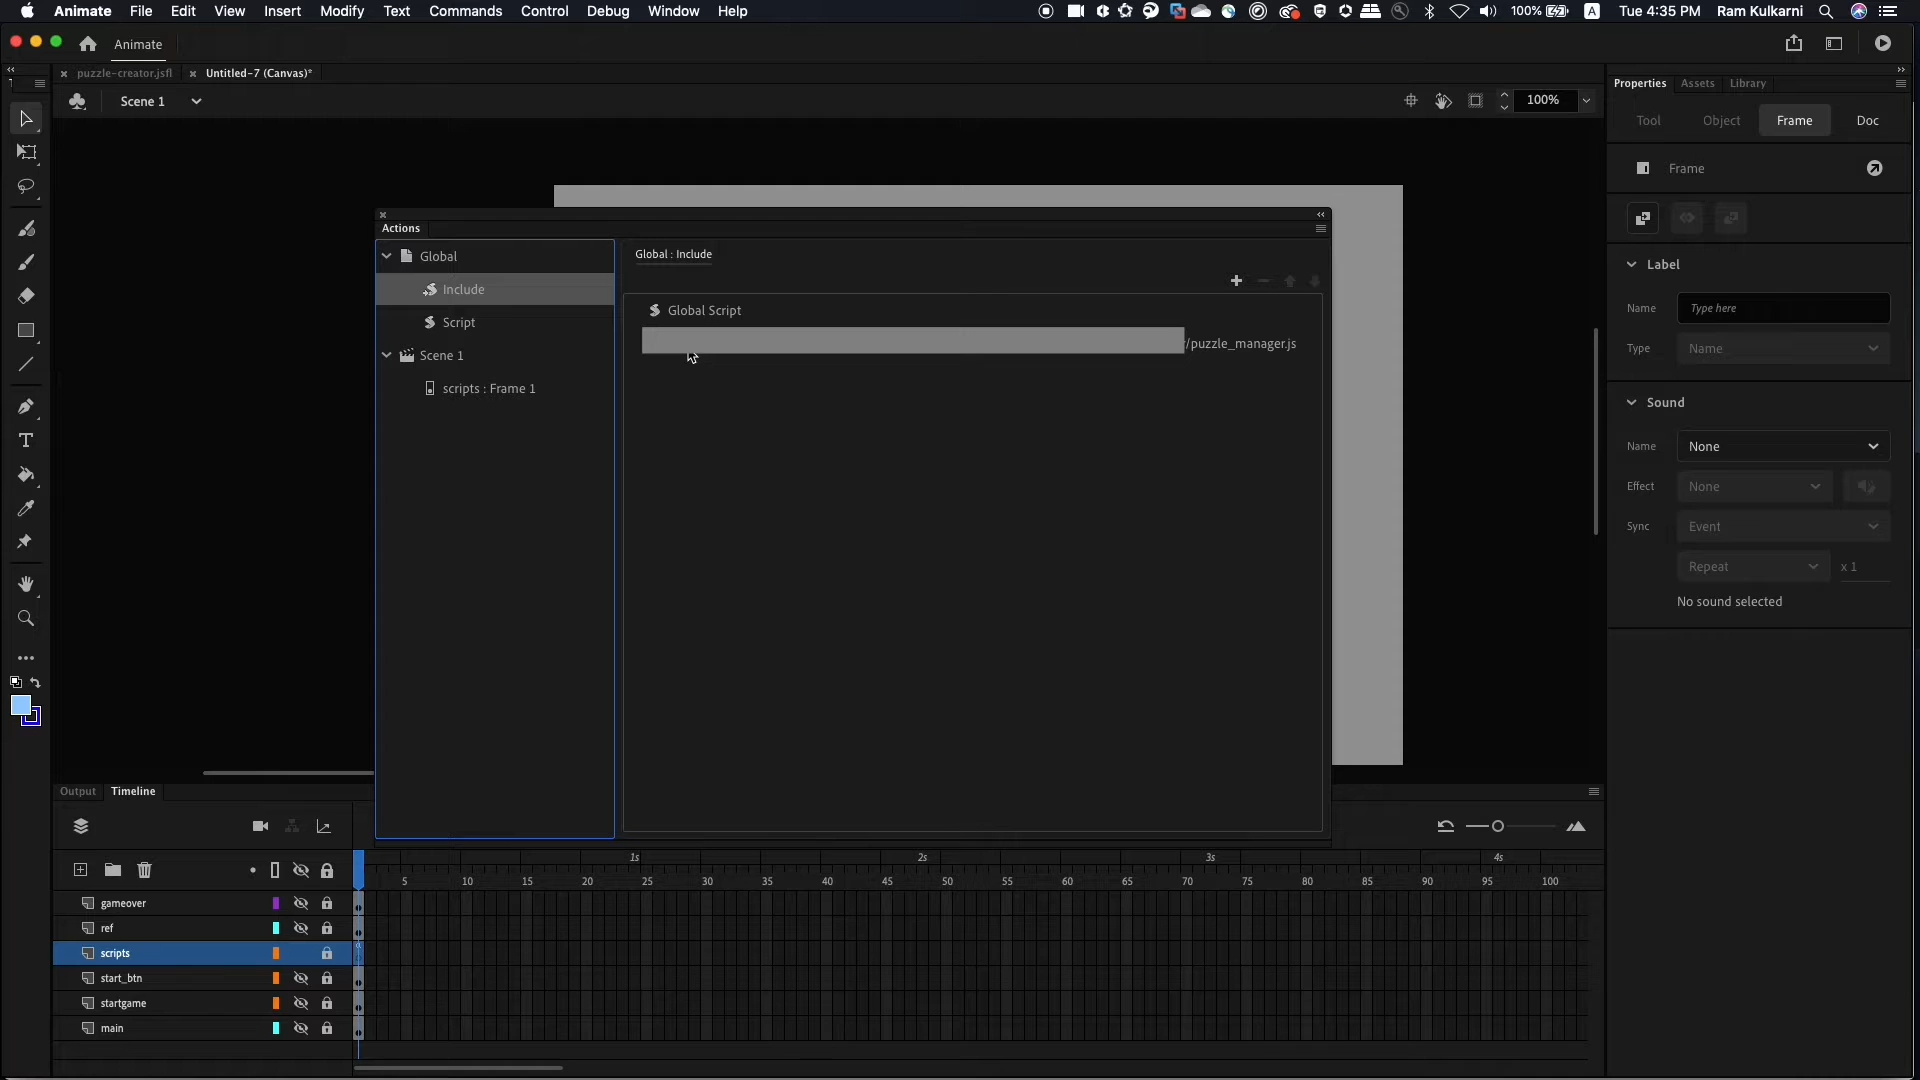 Animate File Edit View Insert Modify Text Commands Control Debug Window Help 100% A Tue 4:35 PM Ram Kulkarni
Animate
puzzle-creator.jsfl Untitled-7 (Canvas)*
Scene 1 100%
Properties Assets Library
Tool Object Frame Doc
Frame
Label
Name Type here
Type Name
Sound
Name None
Effect None
Sync Event
Repeat x 1
No sound selected
Actions
Global
Include
Script
Scene 1
scripts : Frame 1
Global : Include
Global Script
/puzzle_manager.js
Output Timeline
1s 2s 3s 4s
5 10 15 20 25 30 35 40 45 50 55 60 65 70 75 80 85 90 95 100
gameover
ref
scripts
start_btn
startgame
main